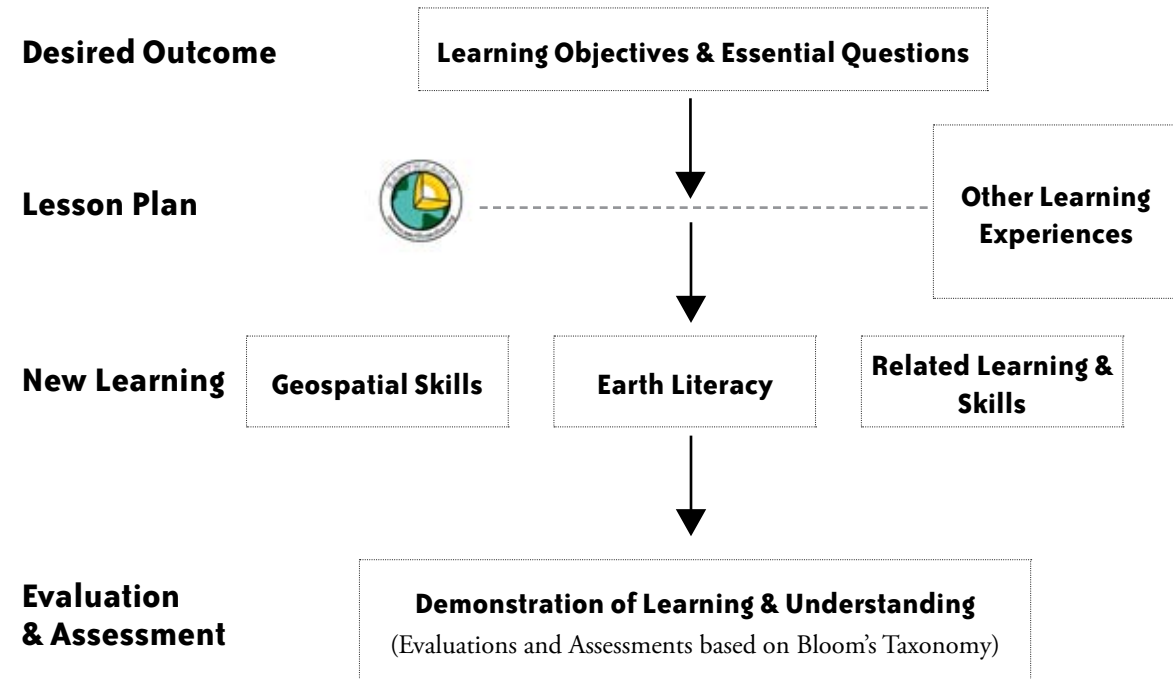 Desired Outcome
Learning Objectives & Essential Questions
Lesson Plan
Other Learning
Experiences
New Learning
Geospatial Skills
Earth Literacy
Related Learning &
Skills
Evaluation
& Assessment
Demonstration of Learning & Understanding
(Evaluations and Assessments based on Bloom’s Taxonomy)